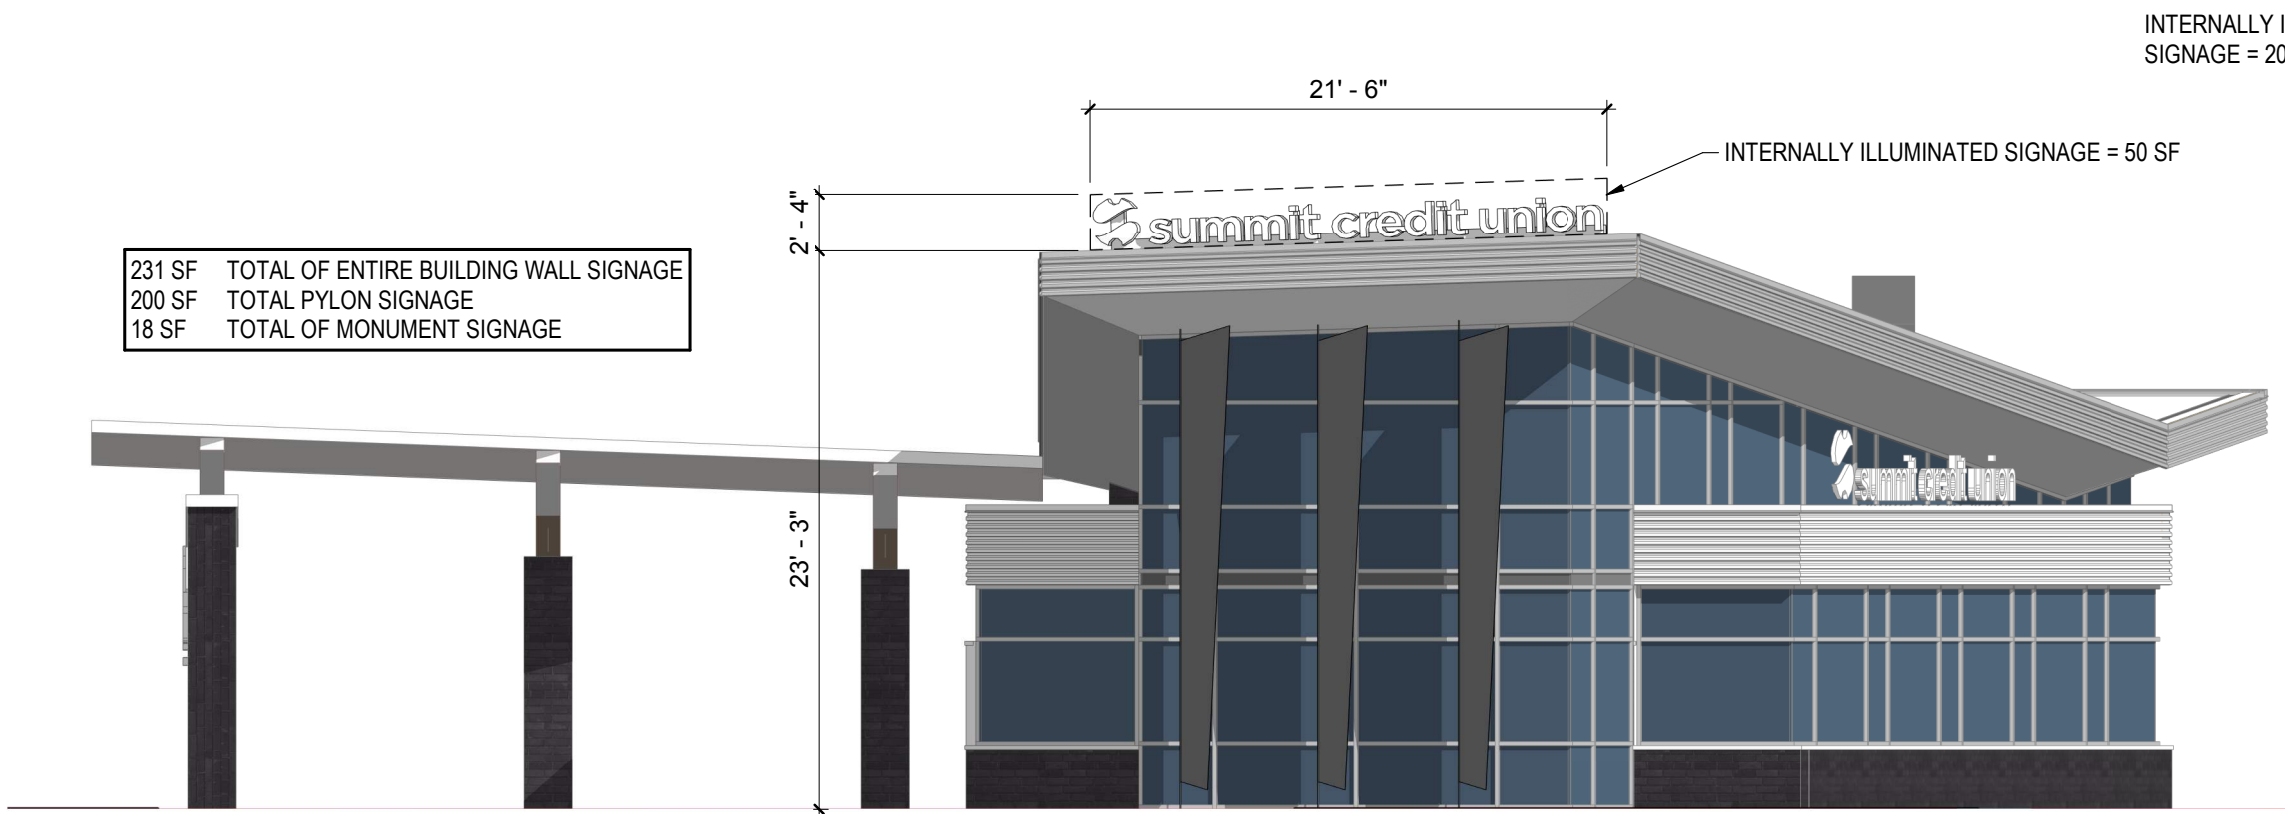 INTERNALLY I
SIGNAGE = 20
21' - 6"
INTERNALLY ILLUMINATED SIGNAGE = 50 SF
2' - 4"
summit credit union
231 SF TOTAL OF ENTIRE BUILDING WALL SIGNAGE
200 SF TOTAL PYLON SIGNAGE
18 SF TOTAL OF MONUMENT SIGNAGE
summit credit union
23' - 3"